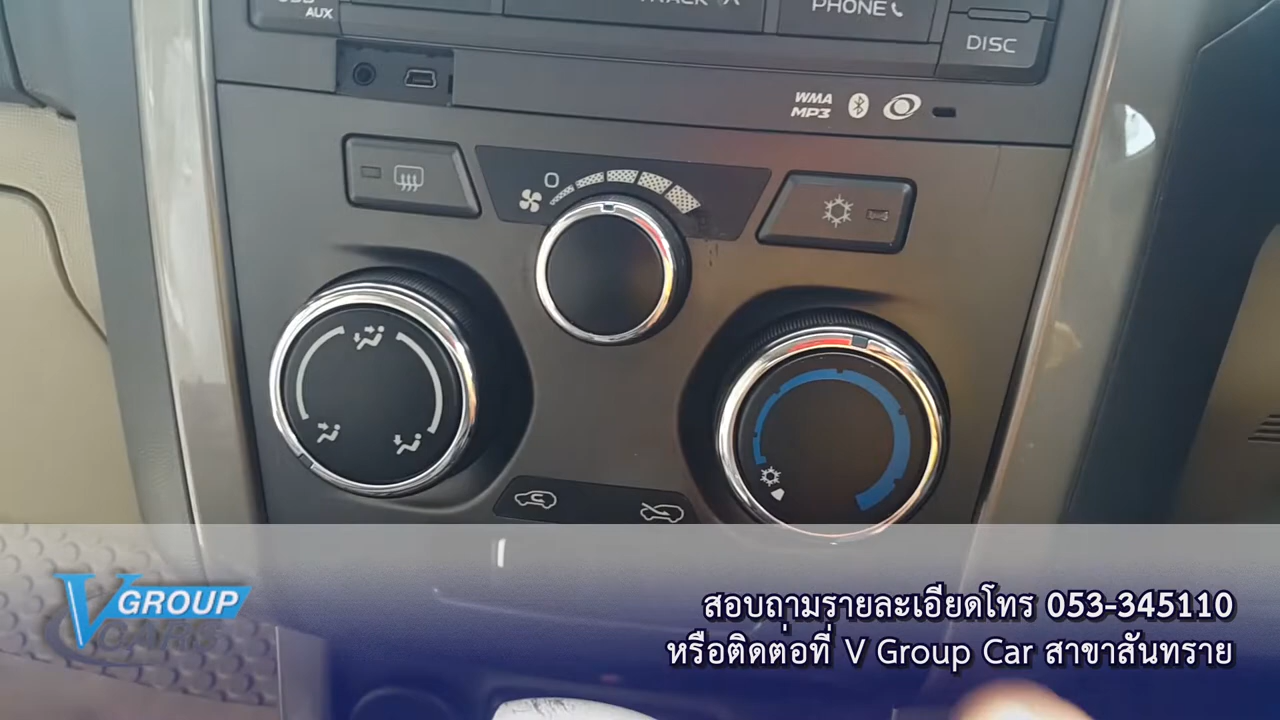 AUX
TRACK
PHONE
DISC
WMA
MP3
O
V GROUP
CARS
สอบถามรายละเอียดโทร 053-345110
หรือติดต่อที่ V Group Car สาขาสันทราย